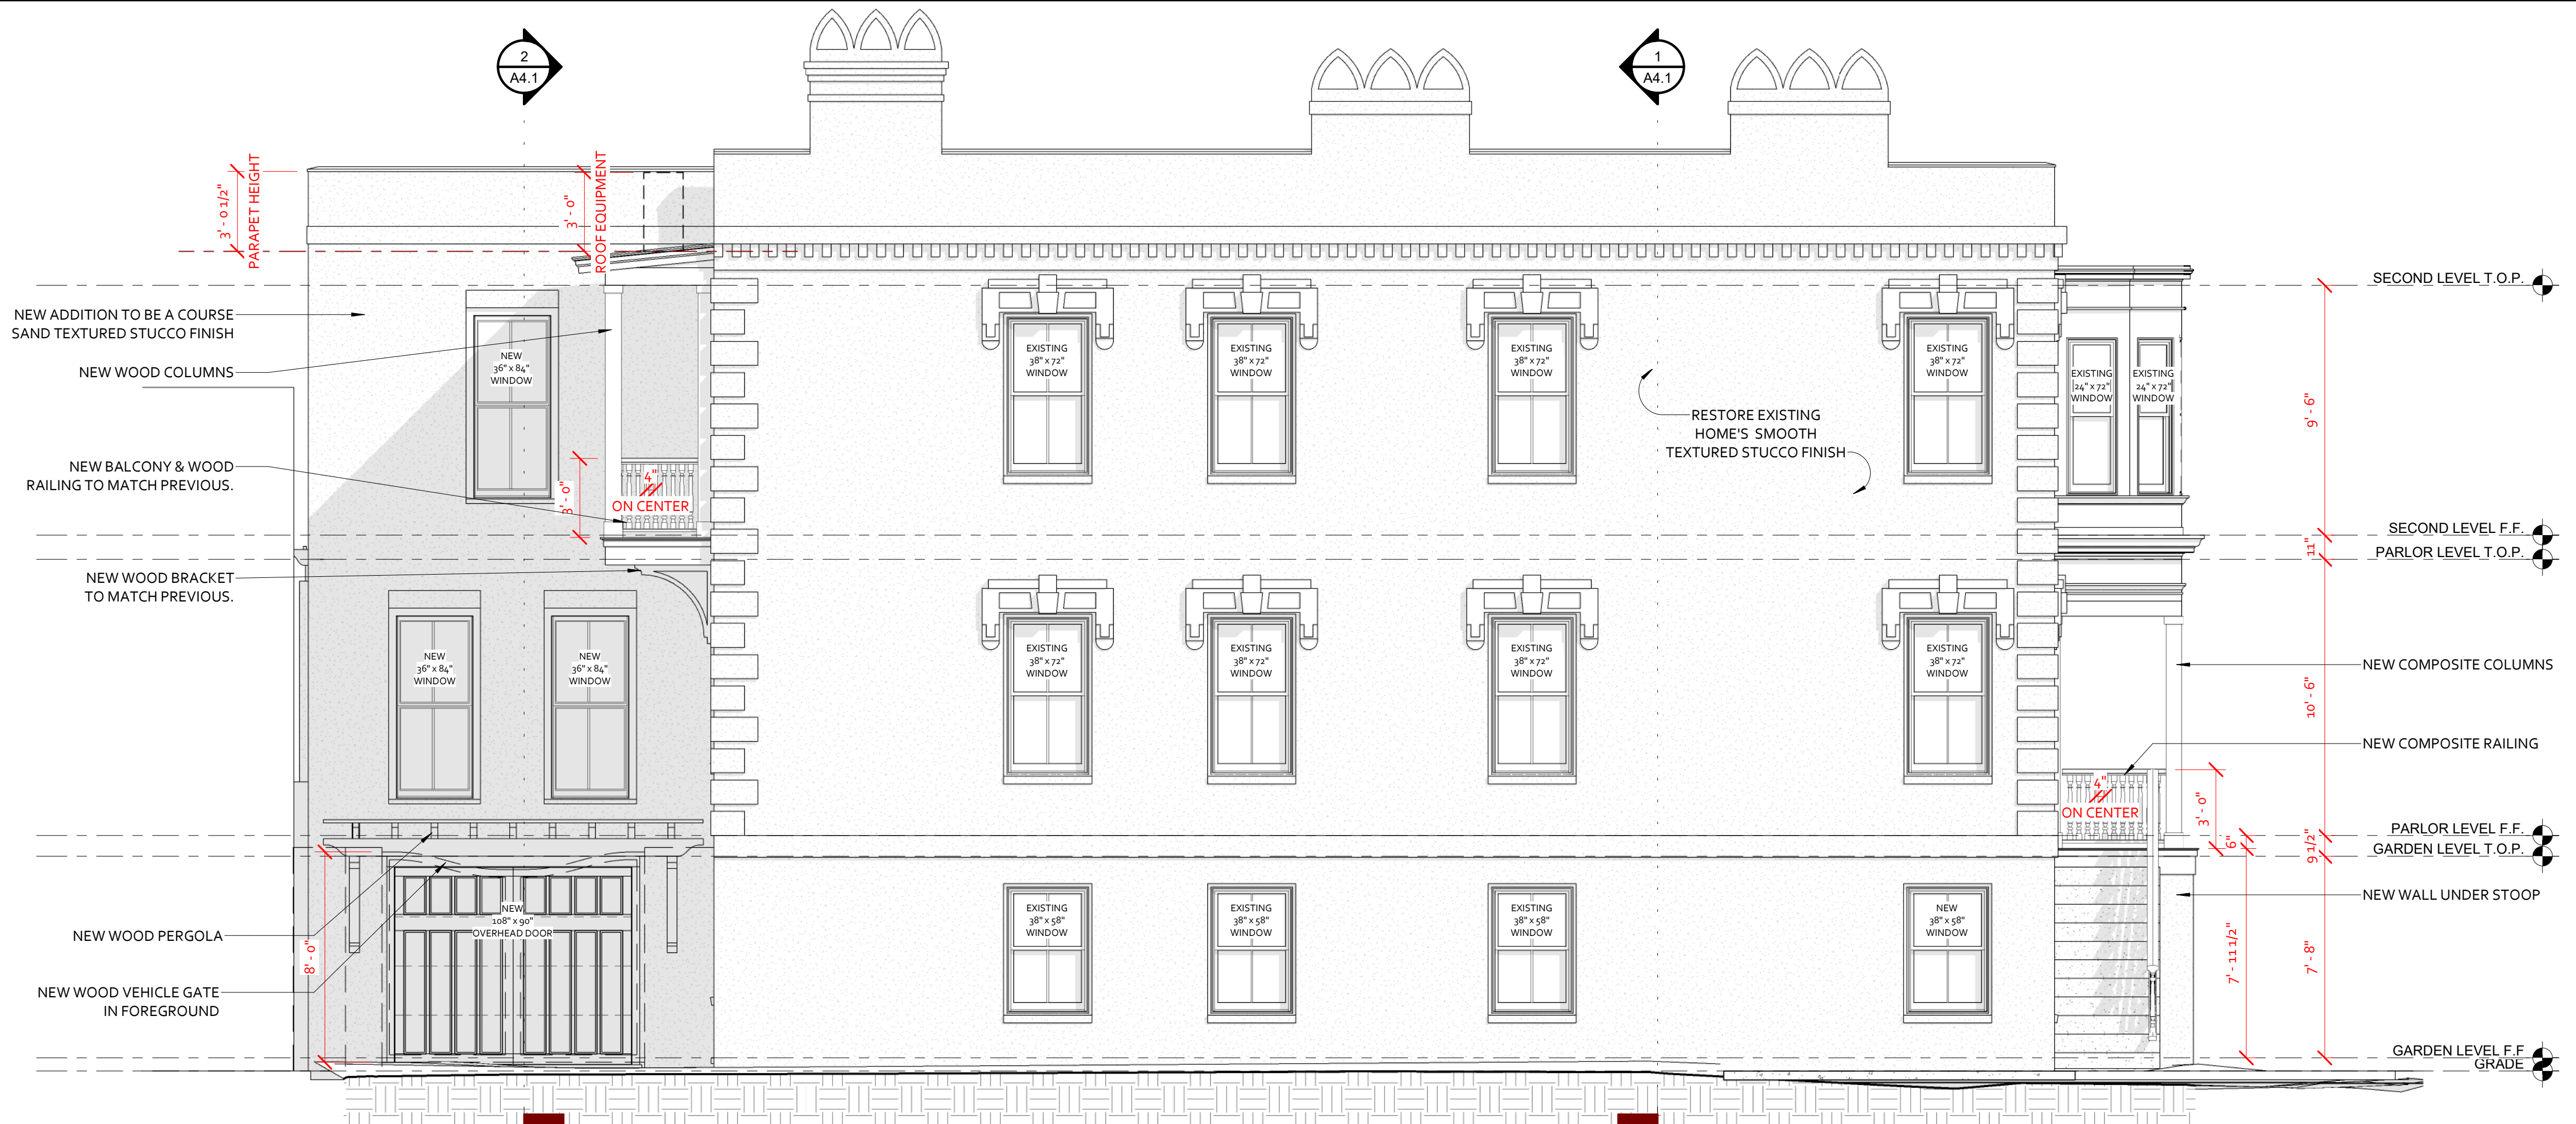 2
A4.1
1
A4.1
3' - 0 1/2"
PARAPET HEIGHT
3' - 0"
ROOF EQUIPMENT
SECOND LEVEL T.O.P.
NEW ADDITION TO BE A COURSE
SAND TEXTURED STUCCO FINISH
NEW WOOD COLUMNS
NEW
36" x 84"
WINDOW
EXISTING
38" x 72"
WINDOW
EXISTING
38" x 72"
WINDOW
EXISTING
38" x 72"
WINDOW
EXISTING
38" x 72"
WINDOW
EXISTING
24" x 72"
WINDOW
EXISTING
24" x 72"
WINDOW
9' - 6"
RESTORE EXISTING
HOME'S SMOOTH
TEXTURED STUCCO FINISH
NEW BALCONY & WOOD
RAILING TO MATCH PREVIOUS.
3' - 0"
4"
ON CENTER
SECOND LEVEL F.F.
11"
PARLOR LEVEL T.O.P.
NEW WOOD BRACKET
TO MATCH PREVIOUS.
NEW
36" x 84"
WINDOW
NEW
36" x 84"
WINDOW
EXISTING
38" x 72"
WINDOW
EXISTING
38" x 72"
WINDOW
EXISTING
38" x 72"
WINDOW
EXISTING
38" x 72"
WINDOW
NEW COMPOSITE COLUMNS
10' - 6"
NEW COMPOSITE RAILING
4"
ON CENTER
3' - 0"
6"
9 1/2"
PARLOR LEVEL F.F.
GARDEN LEVEL T.O.P.
NEW WALL UNDER STOOP
NEW
108" x 90"
OVERHEAD DOOR
EXISTING
38" x 58"
WINDOW
EXISTING
38" x 58"
WINDOW
EXISTING
38" x 58"
WINDOW
NEW
38" x 58"
WINDOW
NEW WOOD PERGOLA
8' - 0"
7' - 11 1/2"
7' - 8"
NEW WOOD VEHICLE GATE
IN FOREGROUND
GARDEN LEVEL F.F
GRADE